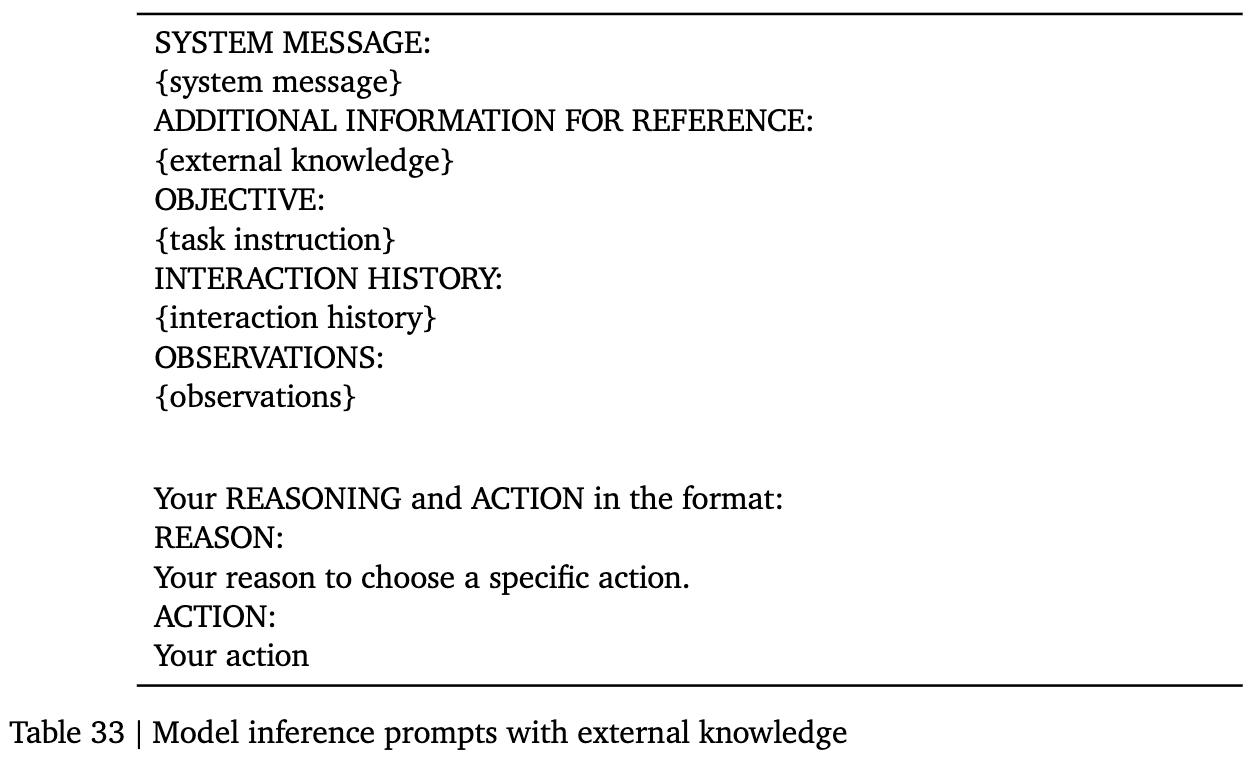 SYSTEM MESSAGE:
{system message}
ADDITIONAL INFORMATION FOR REFERENCE:
{external knowledge}
OBJECTIVE:
{task instruction}
INTERACTION HISTORY:
{interaction history}
OBSERVATIONS:
{observations}
Your REASONING and ACTION in the format:
REASON:
Your reason to choose a specific action.
ACTION:
Your action
Table 33 | Model inference prompts with external knowledge